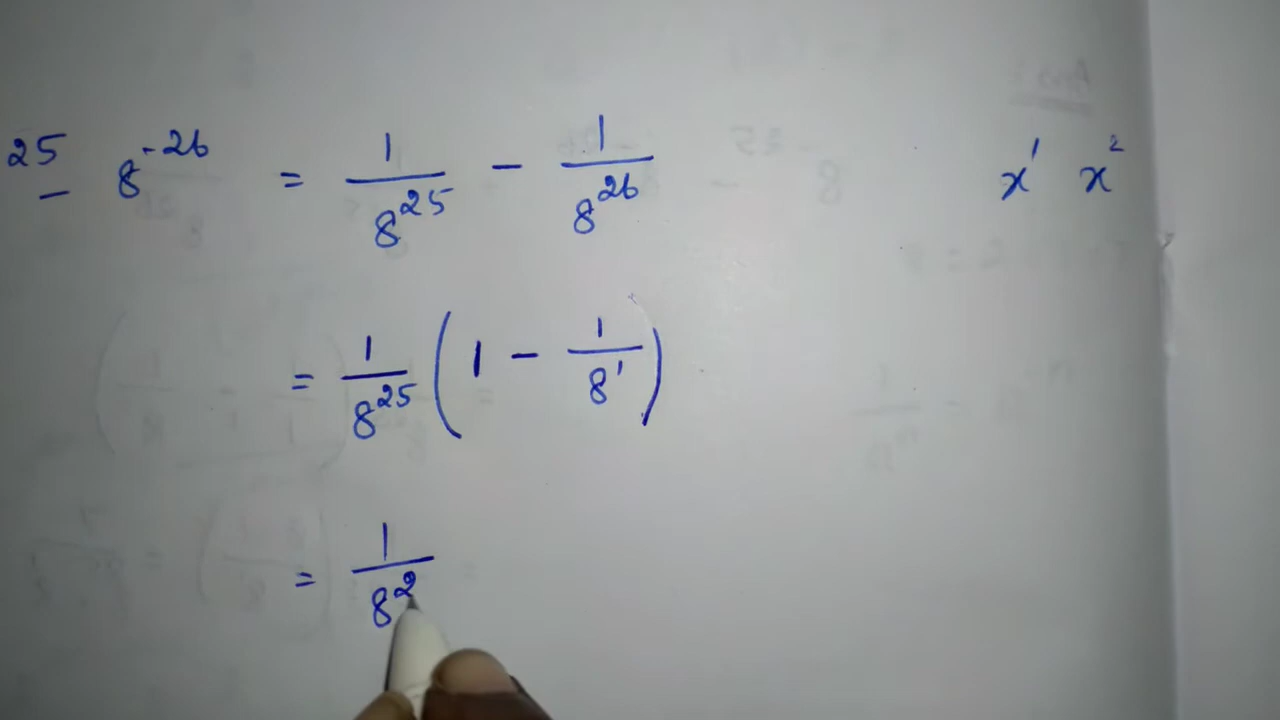 25 - 8^-26 = 1/8^25 - 1/8^26 x^1 x^2
= 1/8^25 (1 - 1/8^1)
= 1/8^2